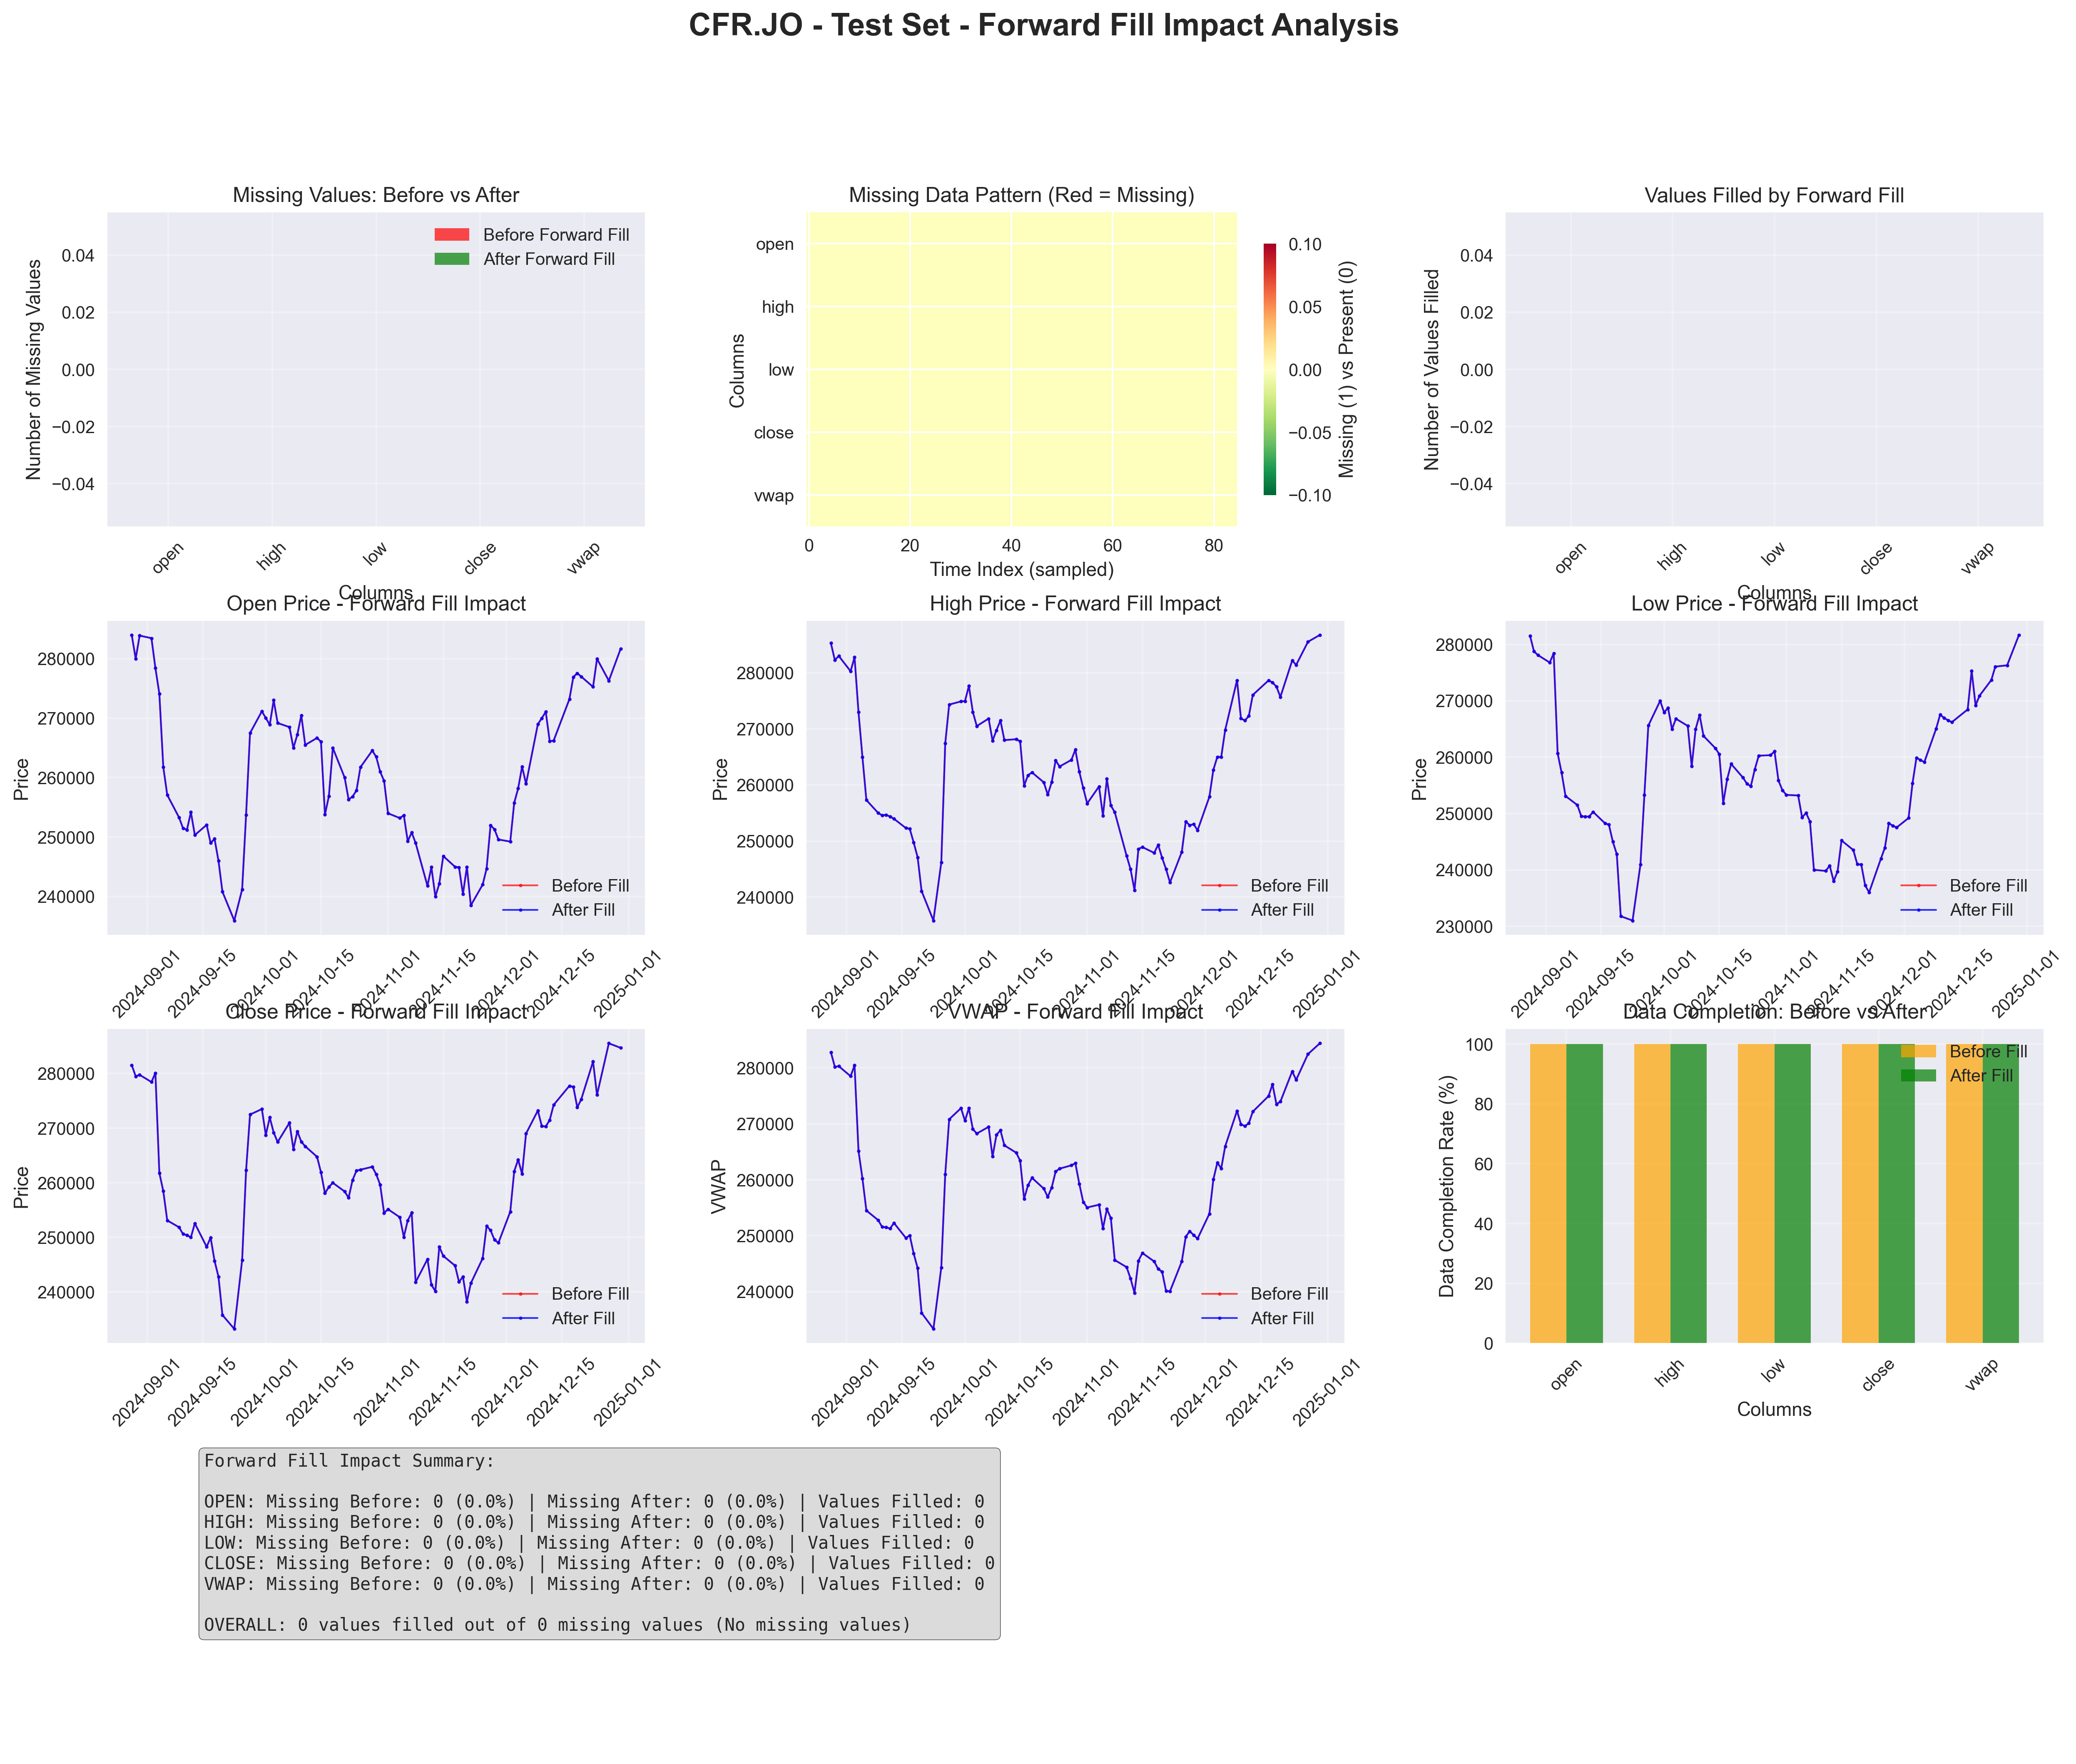 CFR.JO - Test Set - Forward Fill Impact Analysis
Missing Values: Before vs After
Number of Missing Values
0.04
0.02
0.00
−0.02
−0.04
Before Forward Fill
After Forward Fill
open
high
low
close
vwap
Columns
Missing Data Pattern (Red = Missing)
Columns
open
high
low
close
vwap
0
20
40
60
80
Time Index (sampled)
0.10
0.05
0.00
−0.05
−0.10
Missing (1) vs Present (0)
Values Filled by Forward Fill
Number of Values Filled
0.04
0.02
0.00
−0.02
−0.04
open
high
low
close
vwap
Columns
Open Price - Forward Fill Impact
Price
280000
270000
260000
250000
240000
Before Fill
After Fill
2024-09-01
2024-09-15
2024-10-01
2024-10-15
2024-11-01
2024-11-15
2024-12-01
2024-12-15
2025-01-01
High Price - Forward Fill Impact
Price
280000
270000
260000
250000
240000
Before Fill
After Fill
2024-09-01
2024-09-15
2024-10-01
2024-10-15
2024-11-01
2024-11-15
2024-12-01
2024-12-15
2025-01-01
Low Price - Forward Fill Impact
Price
280000
270000
260000
250000
240000
230000
Before Fill
After Fill
2024-09-01
2024-09-15
2024-10-01
2024-10-15
2024-11-01
2024-11-15
2024-12-01
2024-12-15
2025-01-01
Close Price - Forward Fill Impact
Price
280000
270000
260000
250000
240000
Before Fill
After Fill
2024-09-01
2024-09-15
2024-10-01
2024-10-15
2024-11-01
2024-11-15
2024-12-01
2024-12-15
2025-01-01
VWAP - Forward Fill Impact
VWAP
280000
270000
260000
250000
240000
Before Fill
After Fill
2024-09-01
2024-09-15
2024-10-01
2024-10-15
2024-11-01
2024-11-15
2024-12-01
2024-12-15
2025-01-01
Data Completion: Before vs After
Data Completion Rate (%)
100
80
60
40
20
0
Before Fill
After Fill
open
high
low
close
vwap
Columns
Forward Fill Impact Summary:
OPEN: Missing Before: 0 (0.0%) | Missing After: 0 (0.0%) | Values Filled: 0
HIGH: Missing Before: 0 (0.0%) | Missing After: 0 (0.0%) | Values Filled: 0
LOW: Missing Before: 0 (0.0%) | Missing After: 0 (0.0%) | Values Filled: 0
CLOSE: Missing Before: 0 (0.0%) | Missing After: 0 (0.0%) | Values Filled: 0
VWAP: Missing Before: 0 (0.0%) | Missing After: 0 (0.0%) | Values Filled: 0
OVERALL: 0 values filled out of 0 missing values (No missing values)